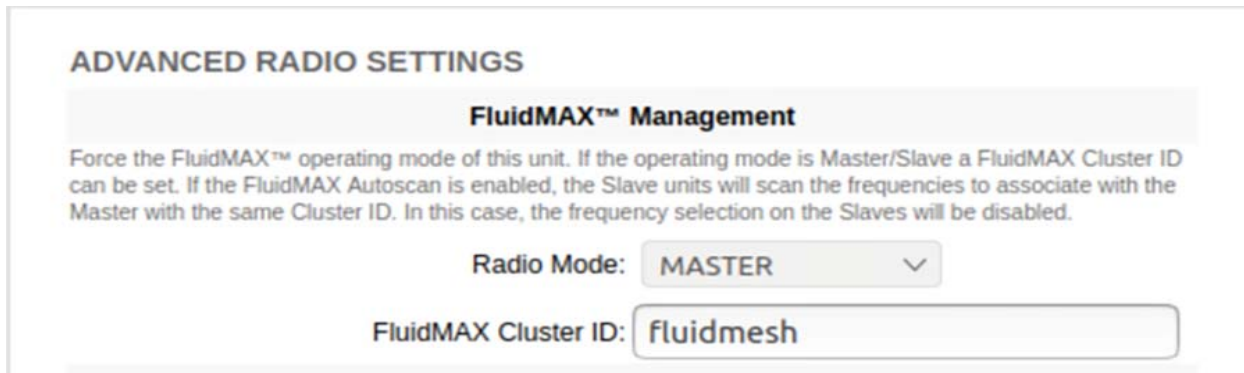 ADVANCED RADIO SETTINGS
FluidMAX™ Management
Force the FluidMAX™ operating mode of this unit. If the operating mode is Master/Slave a FluidMAX Cluster ID
can be set. If the FluidMAX Autoscan is enabled, the Slave units will scan the frequencies to associate with the
Master with the same Cluster ID. In this case, the frequency selection on the Slaves will be disabled.
Radio Mode: MASTER
FluidMAX Cluster ID: fluidmesh